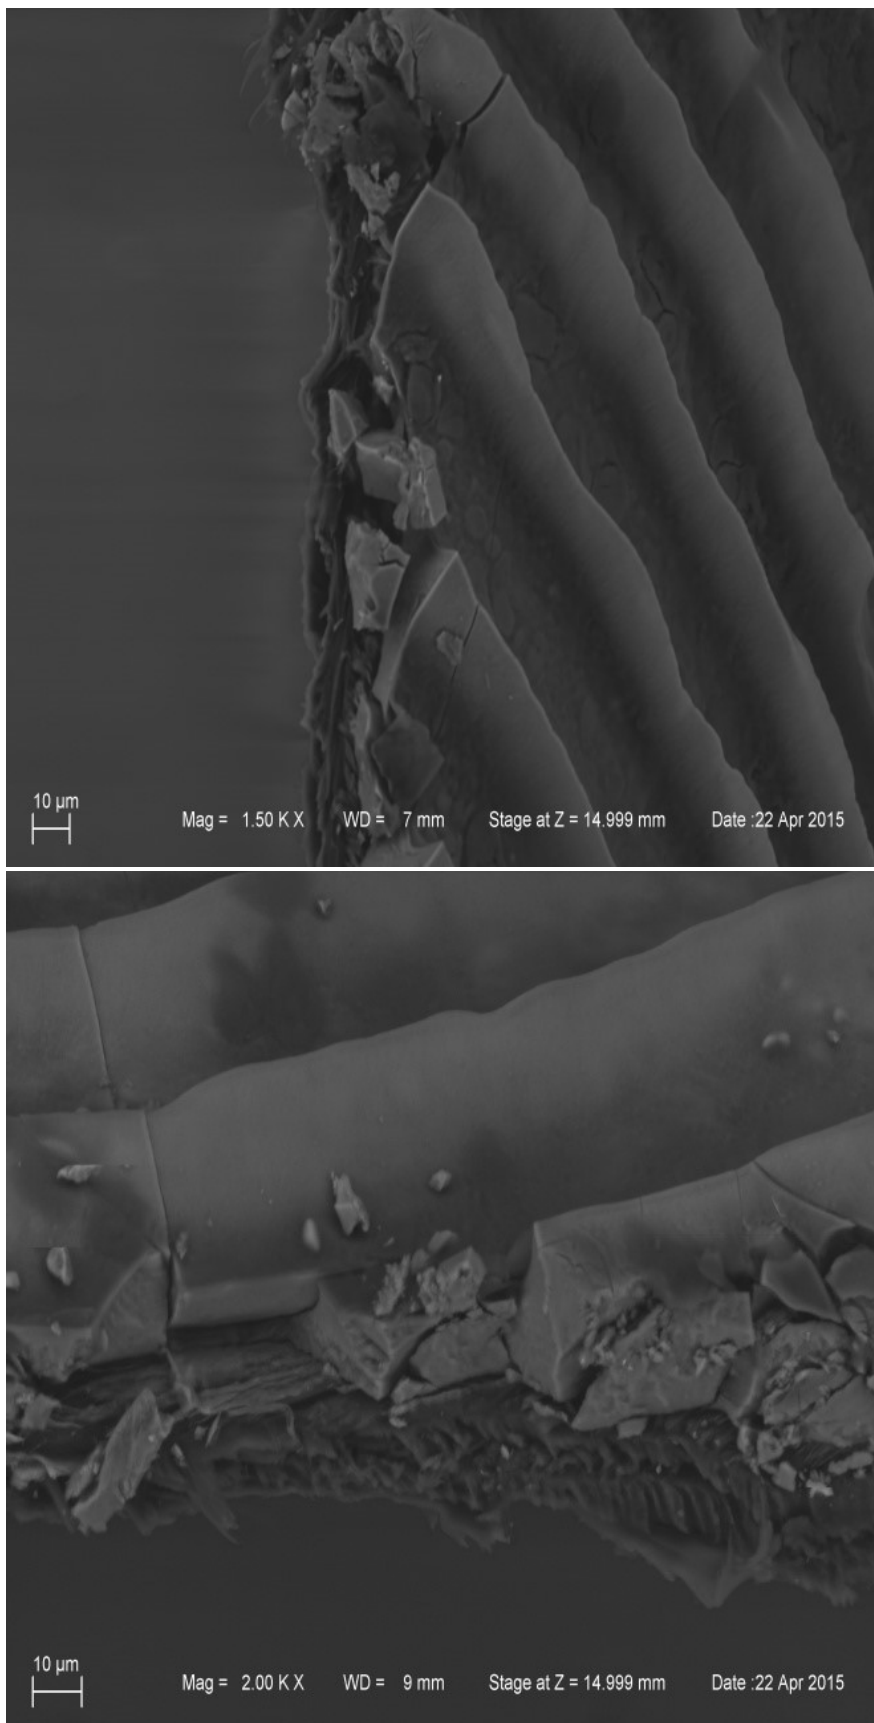 10 µm
Mag = 1.50 K X WD = 7 mm Stage at Z = 14.999 mm Date :22 Apr 2015
10 µm
Mag = 2.00 K X WD = 9 mm Stage at Z = 14.999 mm Date :22 Apr 2015